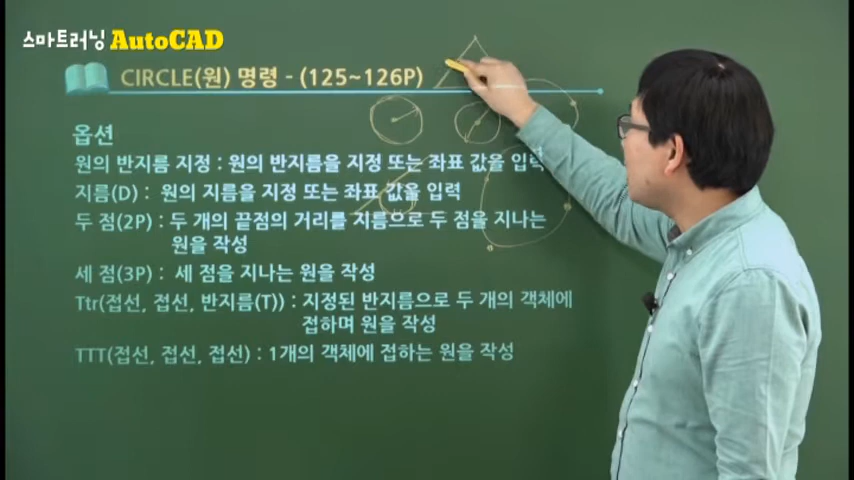 스마트러닝 AutoCAD
CIRCLE(원) 명령 - (125~126P)
옵션
원의 반지름 지정 : 원의 반지름을 지정 또는 좌표 값을 입력
지름(D) : 원의 지름을 지정 또는 좌표 값을 입력
두 점(2P) : 두 개의 끝점의 거리를 지름으로 두 점을 지나는
원을 작성
세 점(3P) : 세 점을 지나는 원을 작성
Ttr(접선, 접선, 반지름(T)) : 지정된 반지름으로 두 개의 객체에
접하며 원을 작성
TTT(접선, 접선, 접선) : 1개의 객체에 접하는 원을 작성